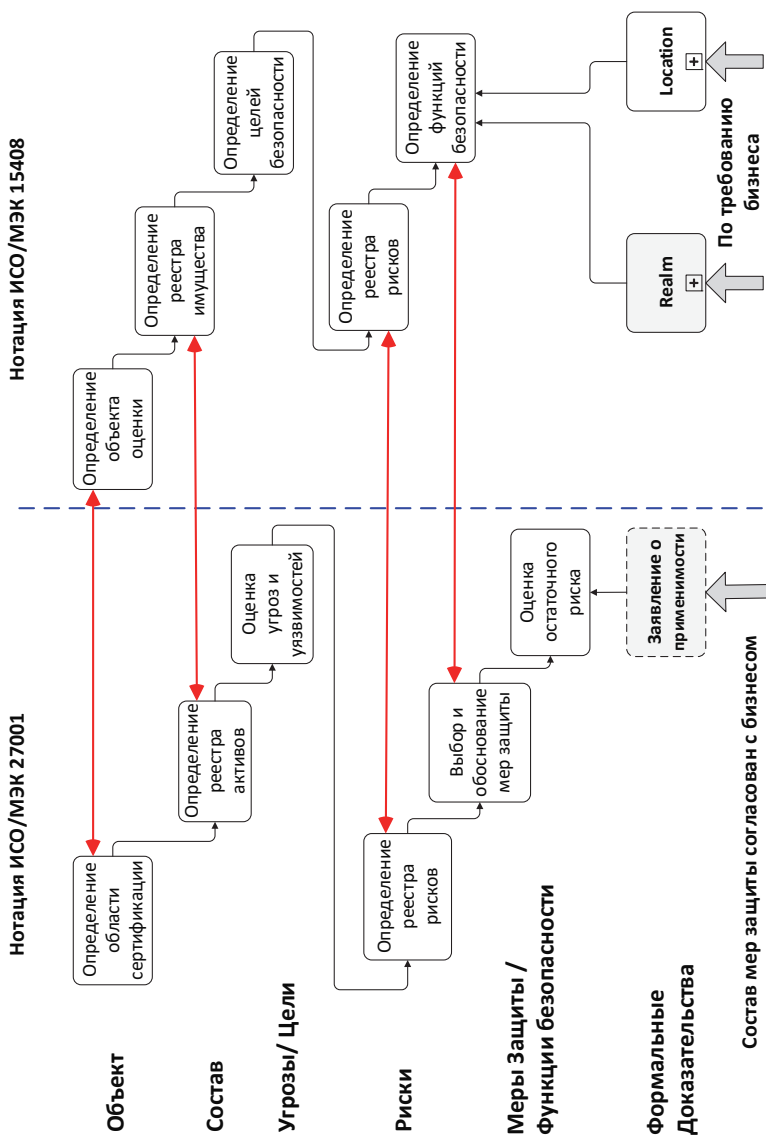 Нотация ИСО/МЭК 27001
Нотация ИСО/МЭК 15408
Объект
Определение
области
сертификации
Определение
объекта
оценки
Состав
Определение
реестра
активов
Определение
реестра
имущества
Угрозы/ Цели
Оценка
угроз и
уязвимостей
Определение
целей
безопасности
Риски
Определение
реестра
рисков
Определение
реестра
рисков
Меры Защиты /
Функции безопасности
Выбор и
обоснование
мер защиты
Оценка
остаточного
риска
Определение
функций
безопасности
Формальные
Доказательства
Заявление о
применимости
Realm
+
Location
+
Состав мер защиты согласован с бизнесом
По требованию
бизнеса